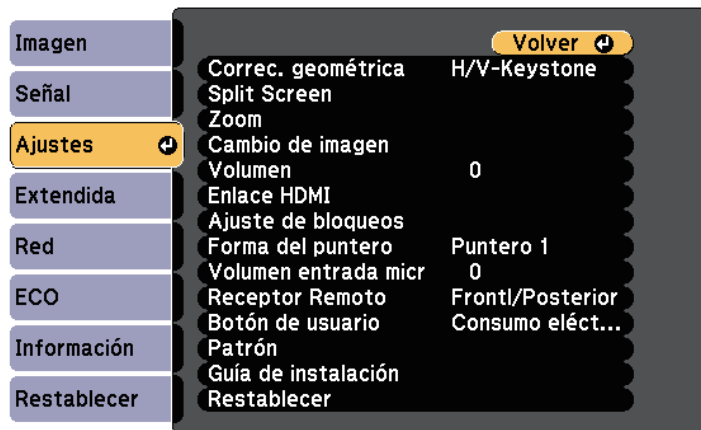 Imagen
Señal
Ajustes
Extendida
Red
ECO
Información
Restablecer
Volver
Correc. geométrica H/V-Keystone
Split Screen
Zoom
Cambio de imagen
Volumen 0
Enlace HDMI
Ajuste de bloqueos
Forma del puntero Puntero 1
Volumen entrada micr 0
Receptor Remoto Frontl/Posterior
Botón de usuario Consumo eléct...
Patrón
Guía de instalación
Restablecer